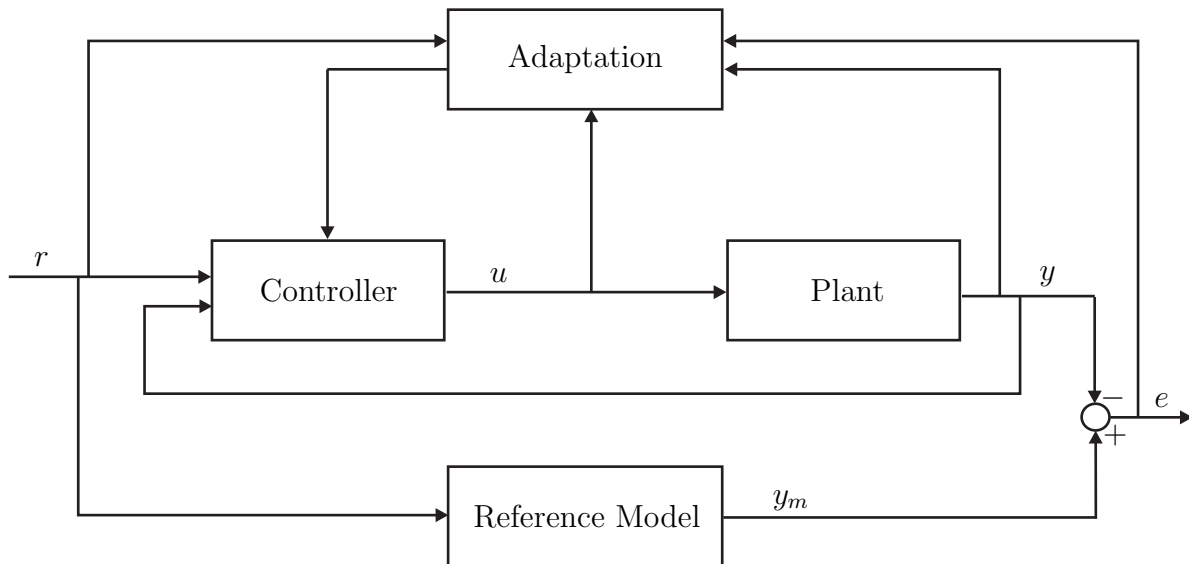 Adaptation
r
Controller
u
Plant
y
−
e
+
Reference Model
y_m